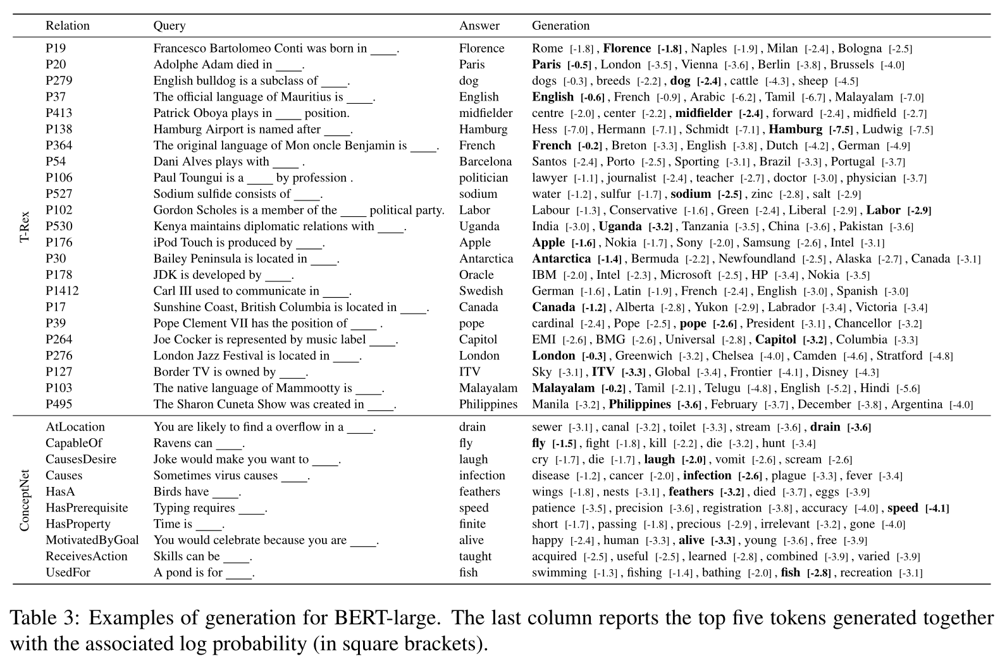 Relation Query Answer Generation
T-Rex
P19 Francesco Bartolomeo Conti was born in ____. Florence Rome [-1.8] , Florence [-1.8] , Naples [-1.9] , Milan [-2.4] , Bologna [-2.5]
P20 Adolphe Adam died in ____. Paris Paris [-0.5] , London [-3.5] , Vienna [-3.6] , Berlin [-3.8] , Brussels [-4.0]
P279 English bulldog is a subclass of ____. dog dogs [-0.3] , breeds [-2.2] , dog [-2.4] , cattle [-4.3] , sheep [-4.5]
P37 The official language of Mauritius is ____. English English [-0.6] , French [-0.9] , Arabic [-6.2] , Tamil [-6.7] , Malayalam [-7.0]
P413 Patrick Oboya plays in ____ position. midfielder centre [-2.0] , center [-2.2] , midfielder [-2.4] , forward [-2.4] , midfield [-2.7]
P138 Hamburg Airport is named after ____. Hamburg Hess [-7.0] , Hermann [-7.1] , Schmidt [-7.1] , Hamburg [-7.5] , Ludwig [-7.5]
P364 The original language of Mon oncle Benjamin is ____. French French [-0.2] , Breton [-3.3] , English [-3.8] , Dutch [-4.2] , German [-4.9]
P54 Dani Alves plays with ____ . Barcelona Santos [-2.4] , Porto [-2.5] , Sporting [-3.1] , Brazil [-3.3] , Portugal [-3.7]
P106 Paul Toungui is a ____ by profession . politician lawyer [-1.1] , journalist [-2.4] , teacher [-2.7] , doctor [-3.0] , physician [-3.7]
P527 Sodium sulfide consists of ____. sodium water [-1.2] , sulfur [-1.7] , sodium [-2.5] , zinc [-2.8] , salt [-2.9]
P102 Gordon Scholes is a member of the ____ political party. Labor Labour [-1.3] , Conservative [-1.6] , Green [-2.4] , Liberal [-2.9] , Labor [-2.9]
P530 Kenya maintains diplomatic relations with ____. Uganda India [-3.0] , Uganda [-3.2] , Tanzania [-3.5] , China [-3.6] , Pakistan [-3.6]
P176 iPod Touch is produced by ____. Apple Apple [-1.6] , Nokia [-1.7] , Sony [-2.0] , Samsung [-2.6] , Intel [-3.1]
P30 Bailey Peninsula is located in ____. Antarctica Antarctica [-1.4] , Bermuda [-2.2] , Newfoundland [-2.5] , Alaska [-2.7] , Canada [-3.1]
P178 JDK is developed by ____. Oracle IBM [-2.0] , Intel [-2.3] , Microsoft [-2.5] , HP [-3.4] , Nokia [-3.5]
P1412 Carl III used to communicate in ____. Swedish German [-1.6] , Latin [-1.9] , French [-2.4] , English [-3.0] , Spanish [-3.0]
P17 Sunshine Coast, British Columbia is located in ____. Canada Canada [-1.2] , Alberta [-2.8] , Yukon [-2.9] , Labrador [-3.4] , Victoria [-3.4]
P39 Pope Clement VII has the position of ____ . pope cardinal [-2.4] , Pope [-2.5] , pope [-2.6] , President [-3.1] , Chancellor [-3.2]
P264 Joe Cocker is represented by music label ____. Capitol EMI [-2.6] , BMG [-2.6] , Universal [-2.8] , Capitol [-3.2] , Columbia [-3.3]
P276 London Jazz Festival is located in ____. London London [-0.3] , Greenwich [-3.2] , Chelsea [-4.0] , Camden [-4.6] , Stratford [-4.8]
P127 Border TV is owned by ____. ITV Sky [-3.1] , ITV [-3.3] , Global [-3.4] , Frontier [-4.1] , Disney [-4.3]
P103 The native language of Mammootty is ____. Malayalam Malayalam [-0.2] , Tamil [-2.1] , Telugu [-4.8] , English [-5.2] , Hindi [-5.6]
P495 The Sharon Cuneta Show was created in ____. Philippines Manila [-3.2] , Philippines [-3.6] , February [-3.7] , December [-3.8] , Argentina [-4.0]
ConceptNet
AtLocation You are likely to find a overflow in a ____. drain sewer [-3.1] , canal [-3.2] , toilet [-3.3] , stream [-3.6] , drain [-3.6]
CapableOf Ravens can ____. fly fly [-1.5] , fight [-1.8] , kill [-2.2] , die [-3.2] , hunt [-3.4]
CausesDesire Joke would make you want to ____. laugh cry [-1.7] , die [-1.7] , laugh [-2.0] , vomit [-2.6] , scream [-2.6]
Causes Sometimes virus causes ____. infection disease [-1.2] , cancer [-2.0] , infection [-2.6] , plague [-3.3] , fever [-3.4]
HasA Birds have ____. feathers wings [-1.8] , nests [-3.1] , feathers [-3.2] , died [-3.7] , eggs [-3.9]
HasPrerequisite Typing requires ____. speed patience [-3.5] , precision [-3.6] , registration [-3.8] , accuracy [-4.0] , speed [-4.1]
HasProperty Time is ____. finite short [-1.7] , passing [-1.8] , precious [-2.9] , irrelevant [-3.2] , gone [-4.0]
MotivatedByGoal You would celebrate because you are ____. alive happy [-2.4] , human [-3.3] , alive [-3.3] , young [-3.6] , free [-3.9]
ReceivesAction Skills can be ____. taught acquired [-2.5] , useful [-2.5] , learned [-2.8] , combined [-3.9] , varied [-3.9]
UsedFor A pond is for ____. fish swimming [-1.3] , fishing [-1.4] , bathing [-2.0] , fish [-2.8] , recreation [-3.1]
Table 3: Examples of generation for BERT-large. The last column reports the top five tokens generated together
with the associated log probability (in square brackets).